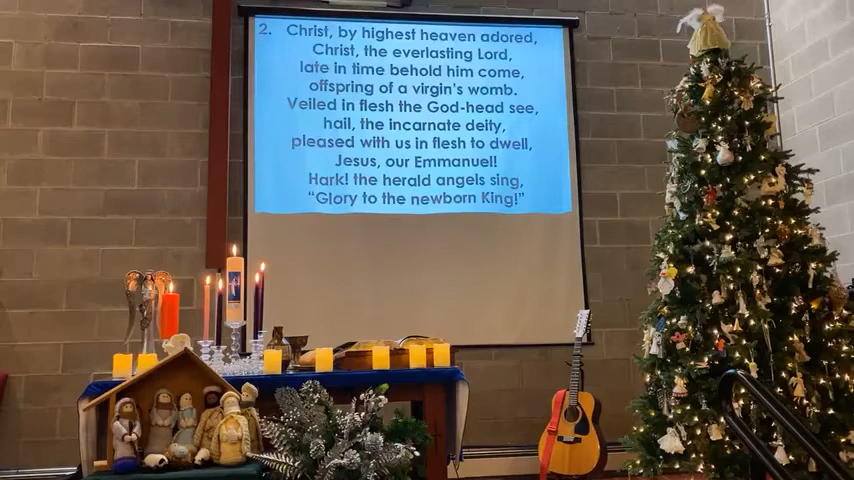 2. Christ, by highest heaven adored,
Christ, the everlasting Lord,
late in time behold him come,
offspring of a virgin's womb.
Veiled in flesh the God-head see,
hail, the incarnate deity,
pleased with us in flesh to dwell,
Jesus, our Emmanuel!
Hark! the herald angels sing,
“Glory to the newborn King!”